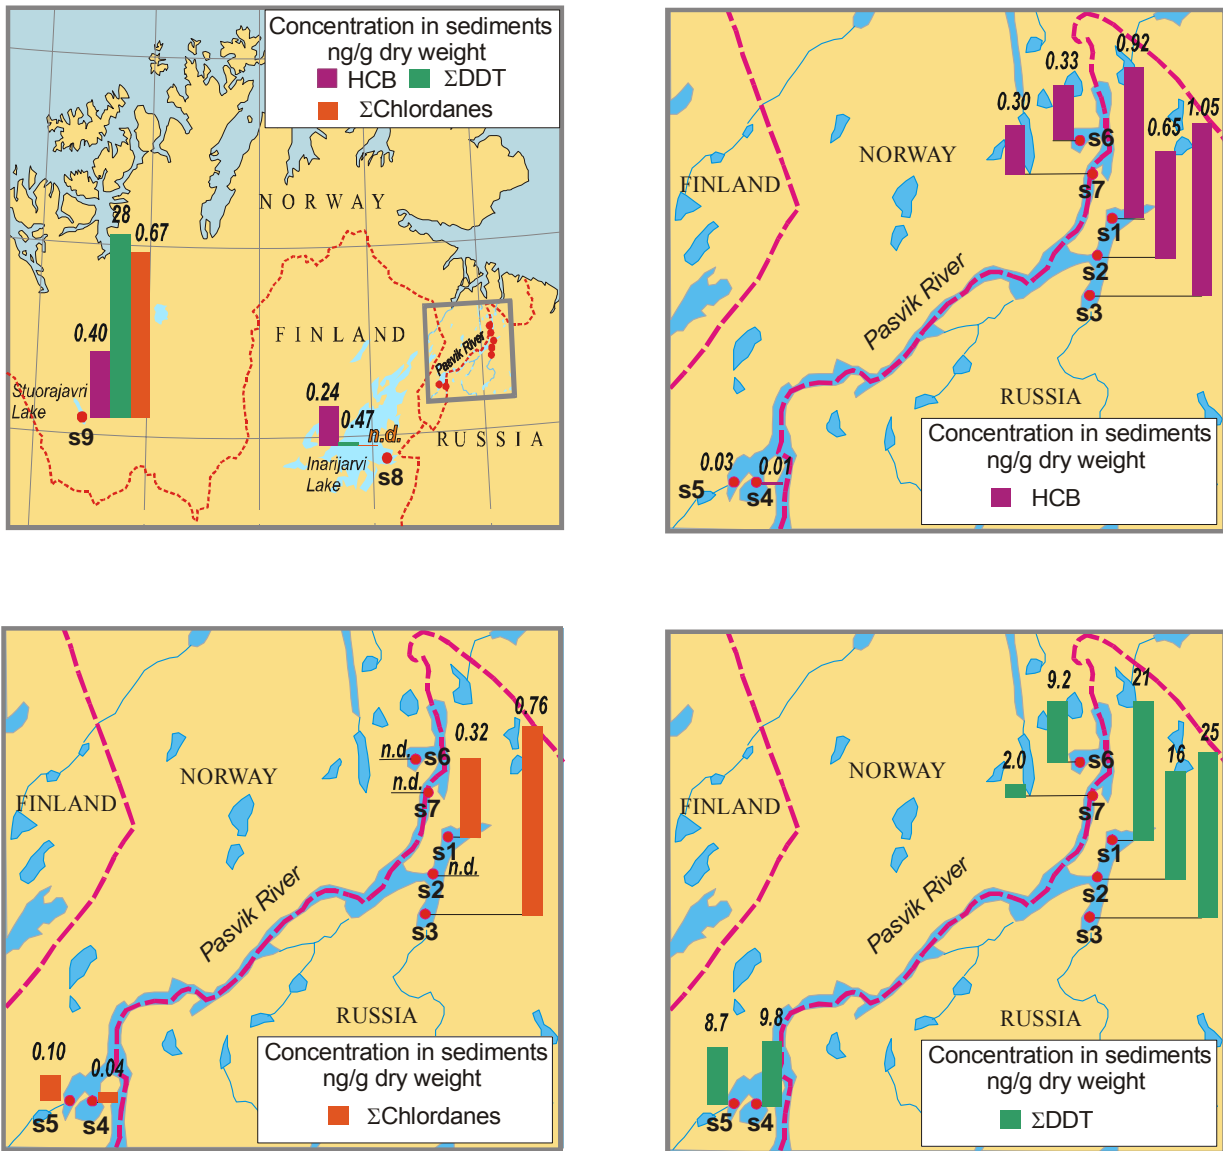 Concentration in sediments
ng/g dry weight
HCB ΣDDT
ΣChlordanes
NORWAY
28
0.67
0.40
FINLAND
Pasvik River
Stuorajavri
Lake
s9
0.24
0.47
n.d.
RUSSIA
Inarijarvi
Lake
s8
0.92
0.33
0.30
1.05
0.65
s6
NORWAY
FINLAND
s7
s1
s2
Pasvik River
s3
RUSSIA
Concentration in sediments
ng/g dry weight
HCB
0.03
0.01
s5
s4
0.76
0.32
n.d.
s6
NORWAY
n.d.
s7
FINLAND
s1
n.d.
s2
Pasvik River
s3
RUSSIA
Concentration in sediments
ng/g dry weight
ΣChlordanes
0.10
0.04
s5
s4
9.2
21
25
16
2.0
s6
NORWAY
FINLAND
s7
s1
s2
Pasvik River
s3
RUSSIA
Concentration in sediments
ng/g dry weight
ΣDDT
8.7
9.8
s5
s4